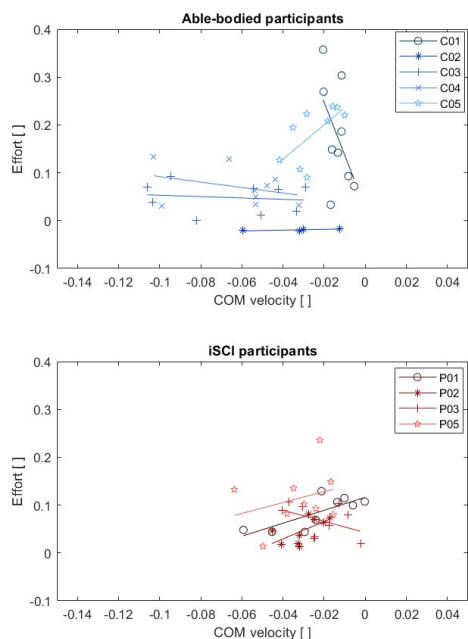 Able-bodied participants
0.4
0.3
0.2
0.1
0
-0.1
Effort [ ]
C01
C02
C03
C04
C05
-0.14 -0.12 -0.1 -0.08 -0.06 -0.04 -0.02 0 0.02 0.04
COM velocity [ ]
iSCI participants
0.4
0.3
0.2
0.1
0
-0.1
Effort [ ]
P01
P02
P03
P05
-0.14 -0.12 -0.1 -0.08 -0.06 -0.04 -0.02 0 0.02 0.04
COM velocity [ ]